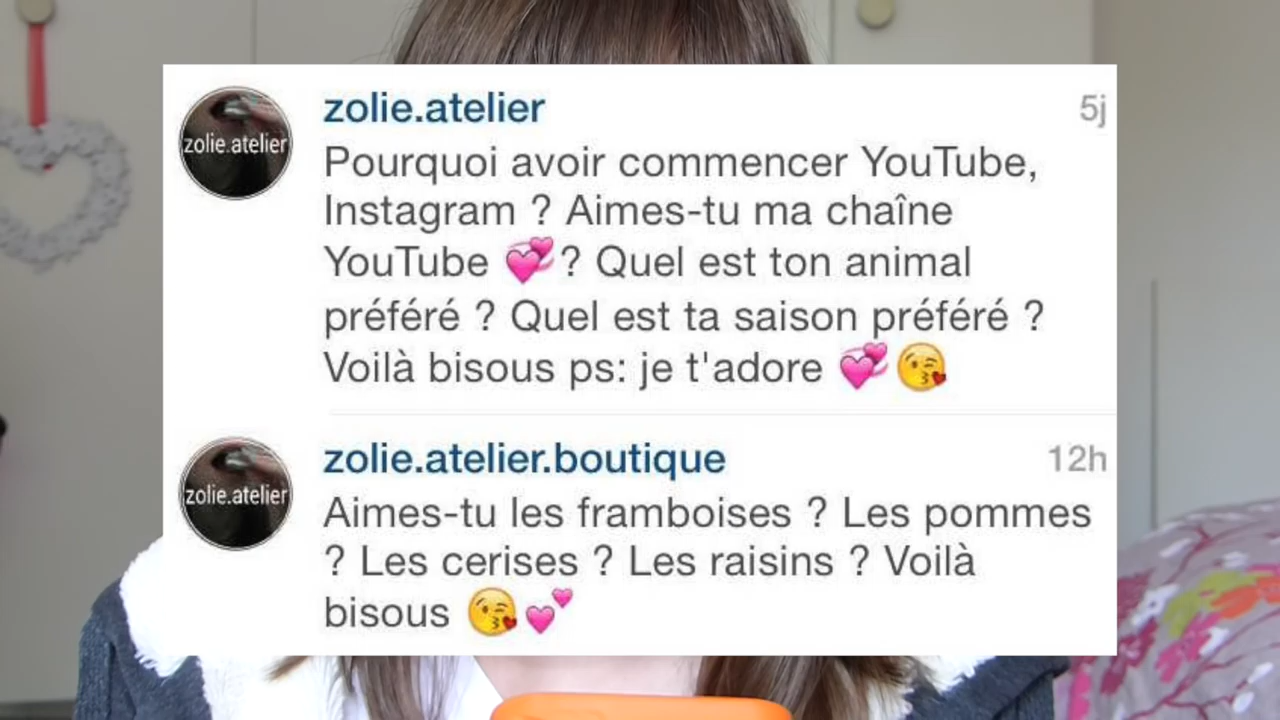 zolie.atelier
zolie.atelier 5j
Pourquoi avoir commencer YouTube,
Instagram ? Aimes-tu ma chaîne
YouTube 💞? Quel est ton animal
préféré ? Quel est ta saison préféré ?
Voilà bisous ps: je t'adore 💞😘
zolie.atelier
zolie.atelier.boutique 12h
Aimes-tu les framboises ? Les pommes
? Les cerises ? Les raisins ? Voilà
bisous 😘💕